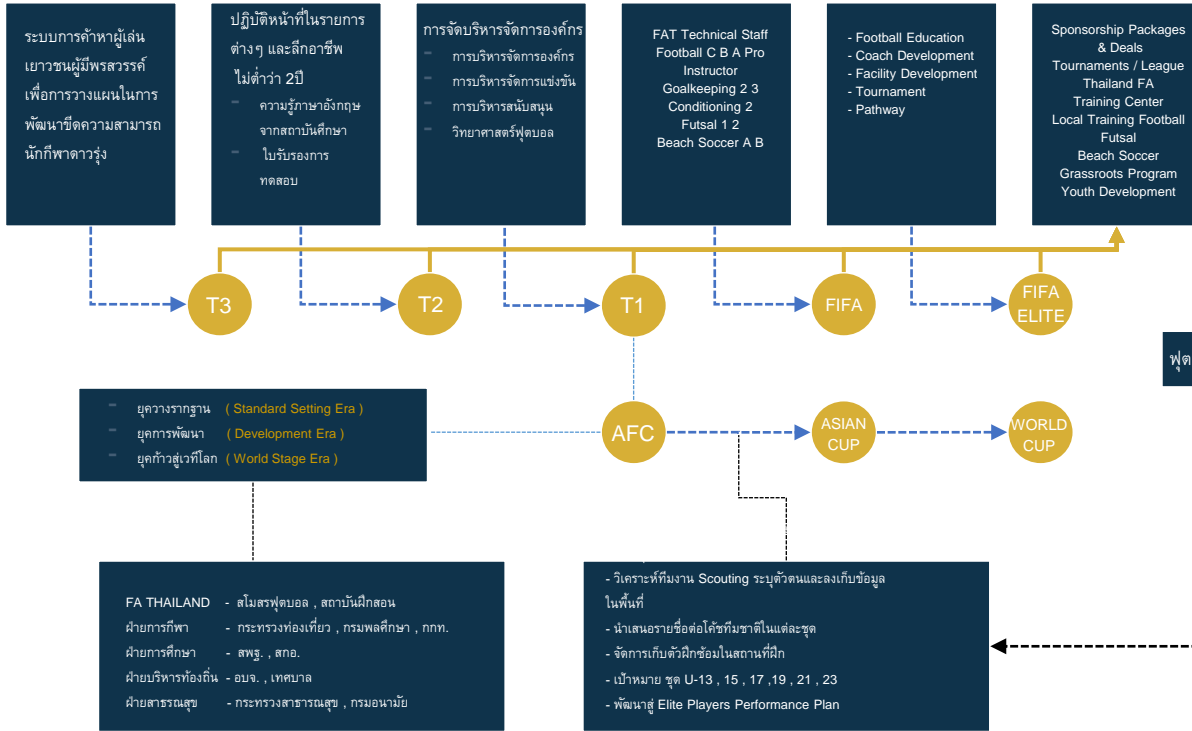 ระบบการค้าหาผู้เล่น
เยาวชนผู้มีพรสวรรค์
เพื่อการวางแผนในการ
พัฒนาขีดความสามารถ
นักกีฬาดาวรุ่ง
ปฏิบัติหน้าที่ในรายการ
ต่างๆ และลีกอาชีพ
ไม่ต่ำว่า 2ปี
- ความรู้ภาษาอังกฤษ
จากสถาบันศึกษา
- ใบรับรองการ
ทดสอบ
การจัดบริหารจัดการองค์กร
- การบริหารจัดการองค์กร
- การบริหารจัดการแข่งขัน
- การบริหารสนับสนุน
- วิทยาศาสตร์ฟุตบอล
FAT Technical Staff
Football C B A Pro
Instructor
Goalkeeping 2 3
Conditioning 2
Futsal 1 2
Beach Soccer A B
- Football Education
- Coach Development
- Facility Development
- Tournament
- Pathway
Sponsorship Packages
& Deals
Tournaments / League
Thailand FA
Training Center
Local Training Football
Futsal
Beach Soccer
Grassroots Program
Youth Development
T3
T2
T1
FIFA
FIFA
ELITE
ฟุต
- ยุควางรากฐาน ( Standard Setting Era )
- ยุคการพัฒนา ( Development Era )
- ยุคก้าวสู่เวทีโลก ( World Stage Era )
AFC
ASIAN
CUP
WORLD
CUP
FA THAILAND - สโมสรฟุตบอล , สถาบันฝึกสอน
ฝ่ายการกีฬา - กระทรวงท่องเที่ยว , กรมพลศึกษา , กกท.
ฝ่ายการศึกษา - สพฐ. , สกอ.
ฝ่ายบริหารท้องถิ่น - อบจ. , เทศบาล
ฝ่ายสาธรณสุข - กระทรวงสาธารณสุข , กรมอนามัย
- วิเคราะห์ทีมงาน Scouting ระบุตัวตนและลงเก็บข้อมูล
ในพื้นที่
- นำเสนอรายชื่อต่อโค้ชทีมชาติในแต่ละชุด
- จัดการเก็บตัวฝึกซ้อมในสถานที่ฝึก
- เป้าหมาย ชุด U-13 , 15 , 17 ,19 , 21 , 23
- พัฒนาสู่ Elite Players Performance Plan